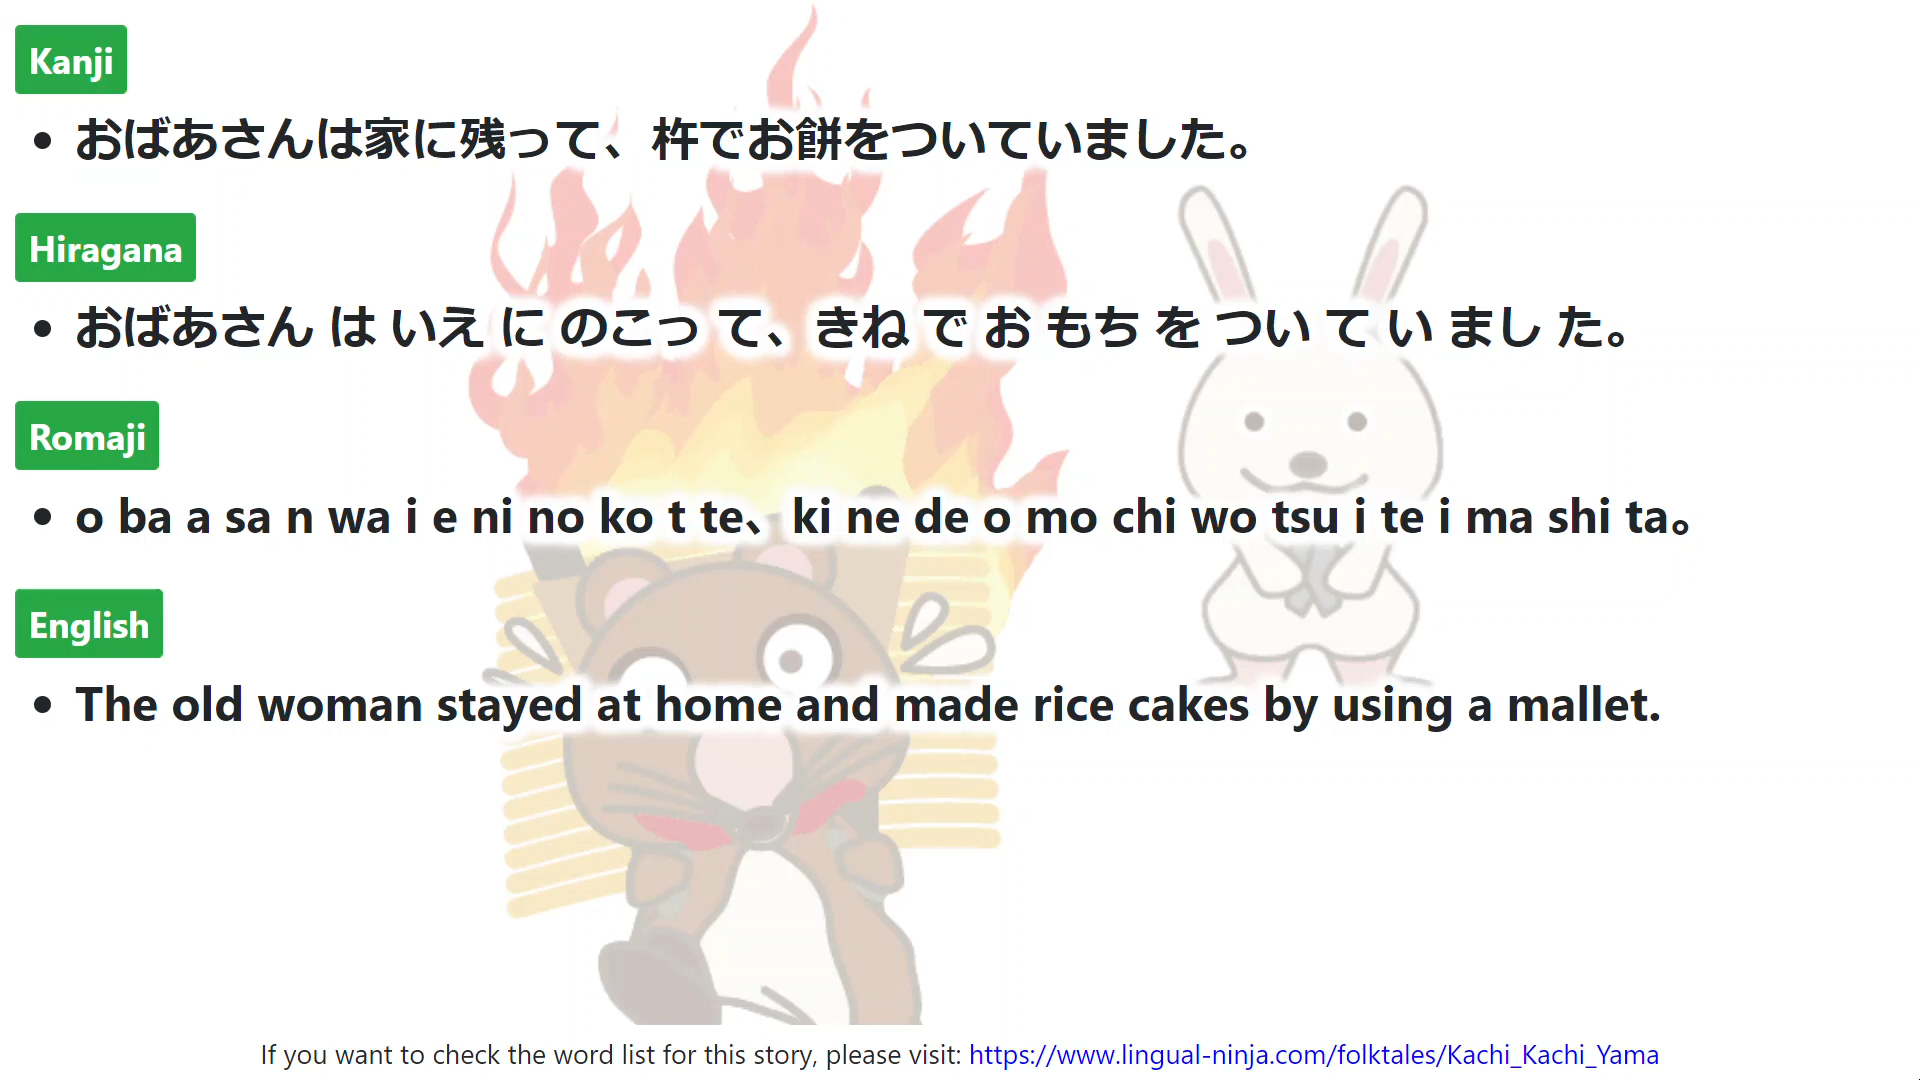 Kanji
• おばあさんは家に残って、杵でお餅をついていました。
Hiragana
• おばあさん は いえ に のこっ て、きね で お もち を つい て い まし た。
Romaji
• o ba a sa n wa i e ni no ko t te、ki ne de o mo chi wo tsu i te i ma shi ta。
English
• The old woman stayed at home and made rice cakes by using a mallet.
If you want to check the word list for this story, please visit: https://www.lingual-ninja.com/folktales/Kachi_Kachi_Yama